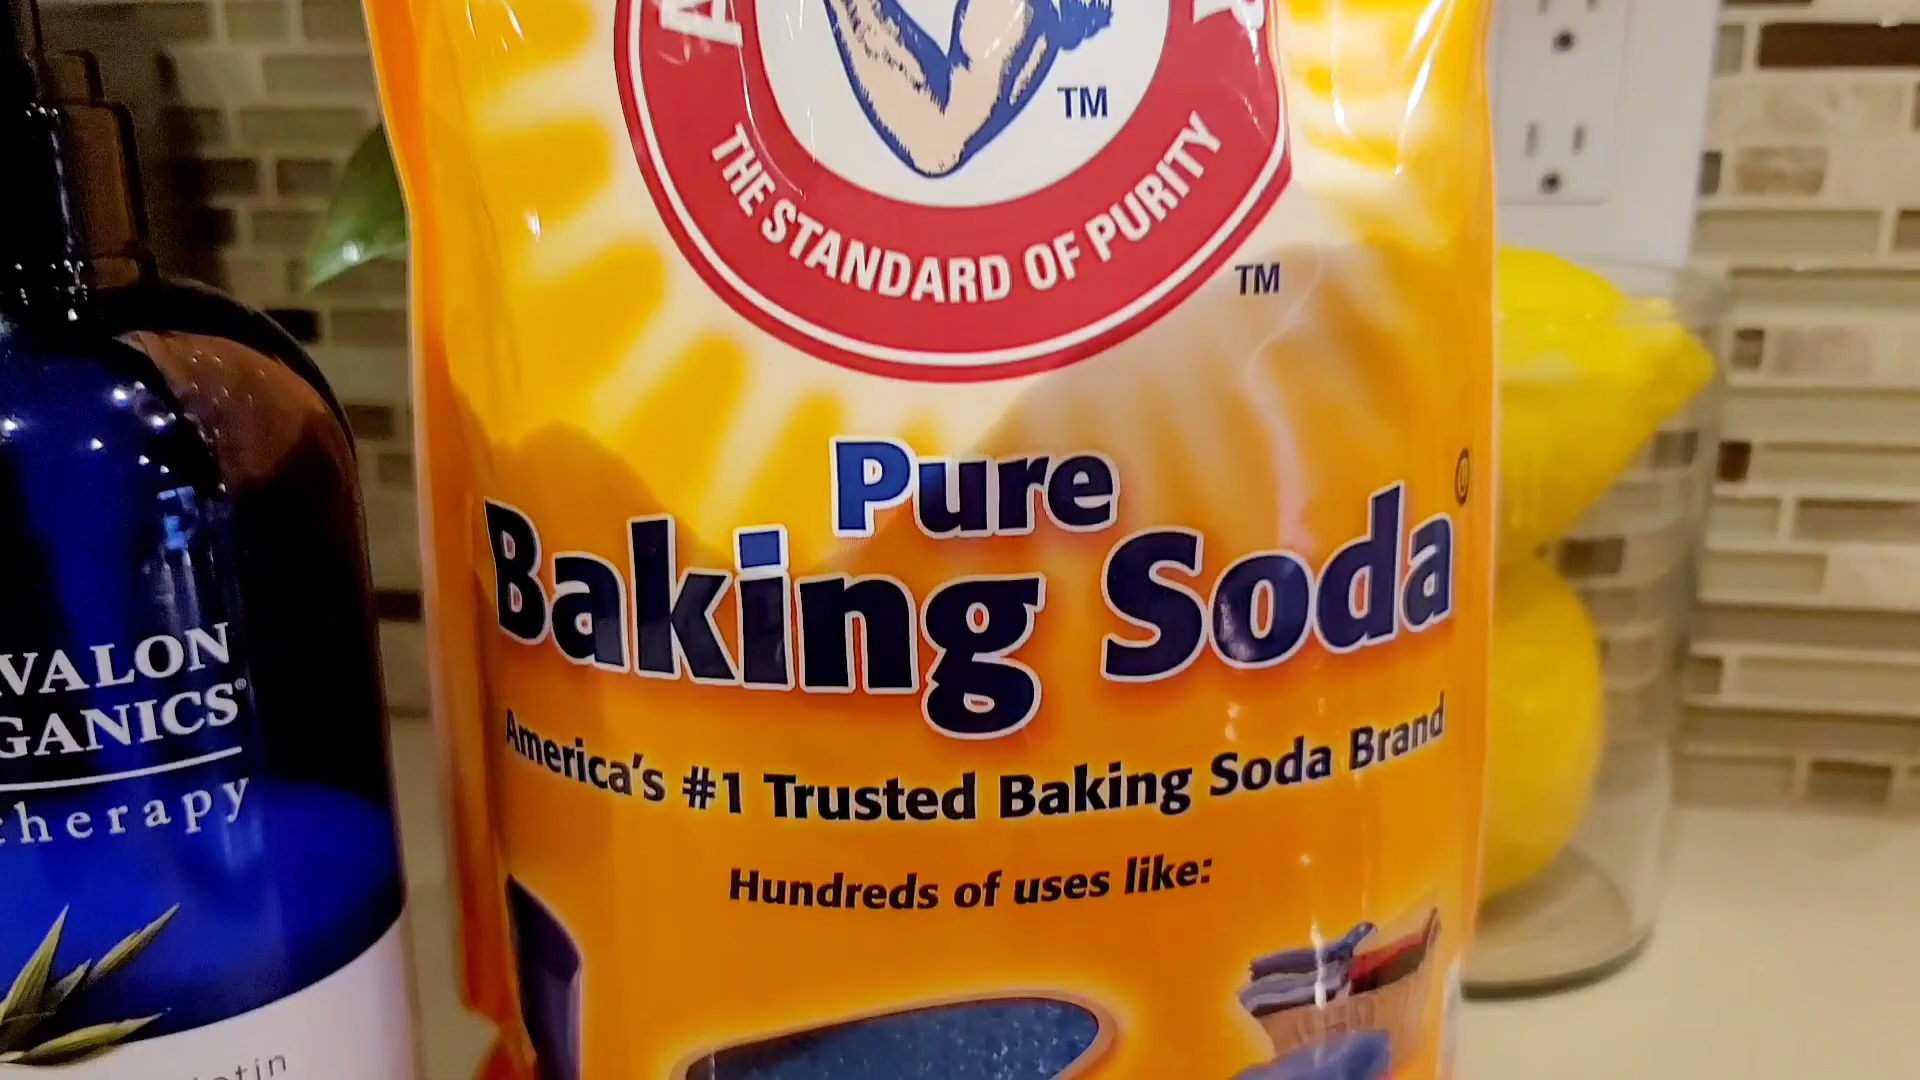 TM
THE STANDARD OF PURITY
TM
Pure
Baking Soda
America's #1 Trusted Baking Soda Brand
Hundreds of uses like:
VALON
GANICS®
therapy